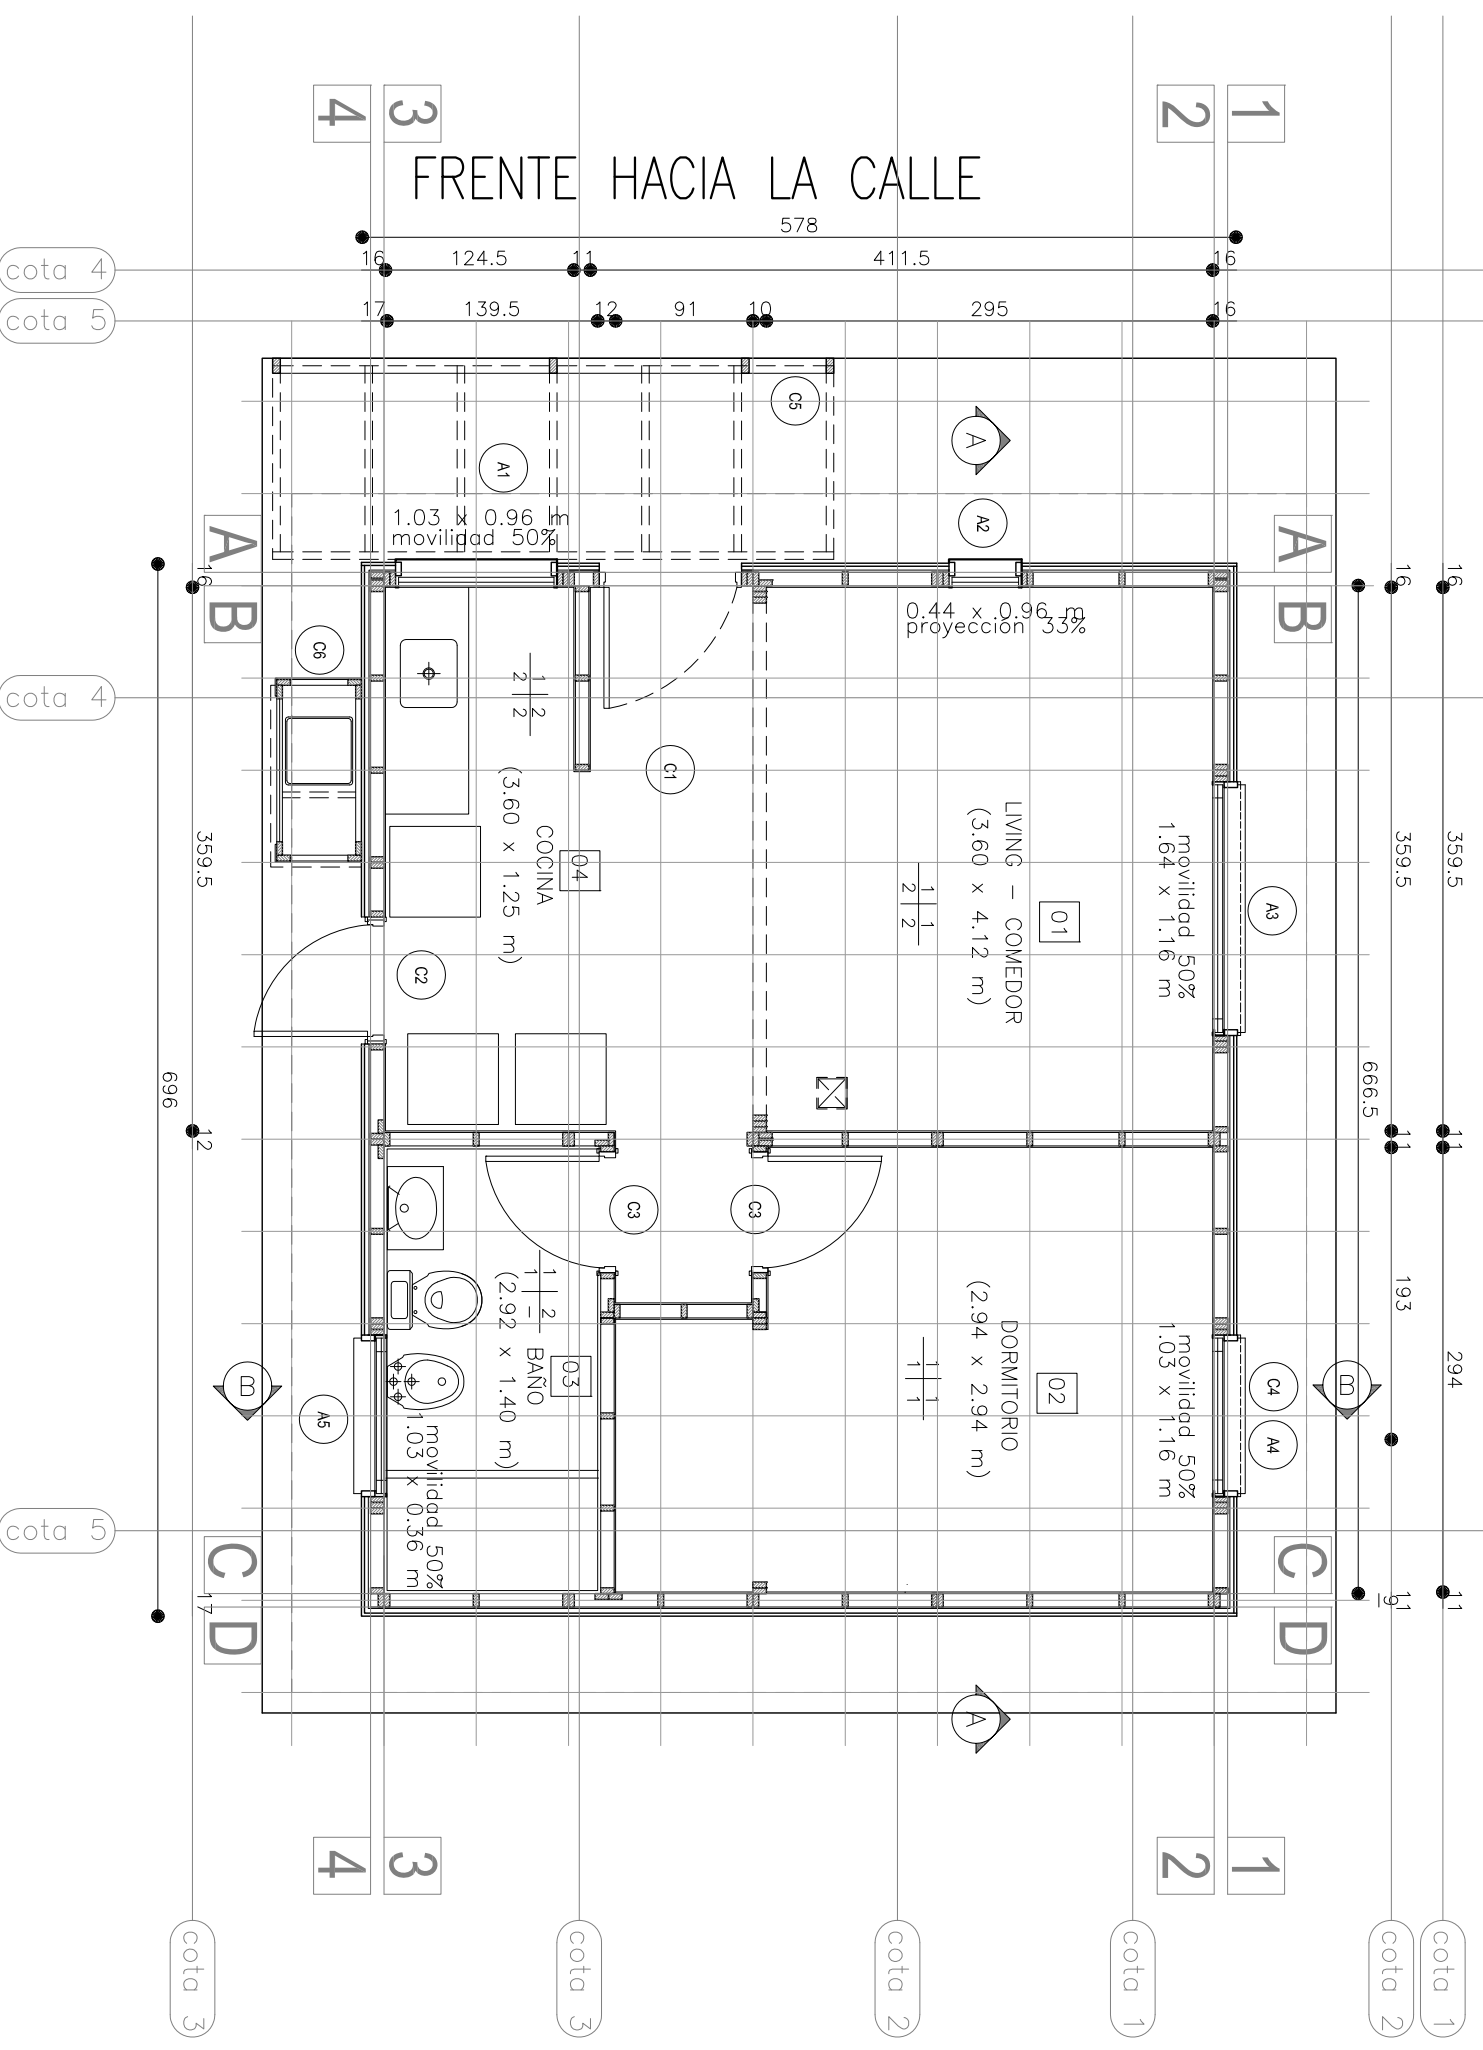 3
4
1
2
FRENTE HACIA LA CALLE
578
cota 4
16
124.5
11
411.5
16
cota 5
17
139.5
12
91
10
295
16
C5
A
A1
1.03 x 0.96 m
movilidad 50%
A2
A
B
A
B
16
16
16
0.44 x 0.96 m
proyección 33%
C6
1
2
2
2
cota 4
C1
04
COCINA
(3.60 x 1.25 m)
01
LIVING - COMEDOR
(3.60 x 4.12 m)
1
1
2
2
movilidad 50%
1.64 x 1.16 m
A3
359.5
359.5
359.5
C2
696
666.5
12
11
11
C3
C3
1
2
1
-
03
BAÑO
(2.92 x 1.40 m)
02
DORMITORIO
(2.94 x 2.94 m)
1
1
1
1
movilidad 50%
1.03 x 1.16 m
193
294
B
A5
movilidad 50%
1.03 x 0.36 m
C4
A4
B
cota 5
C
D
C
D
17
11
9
11
A
3
4
1
2
cota 3
cota 3
cota 2
cota 1
cota 2
cota 1